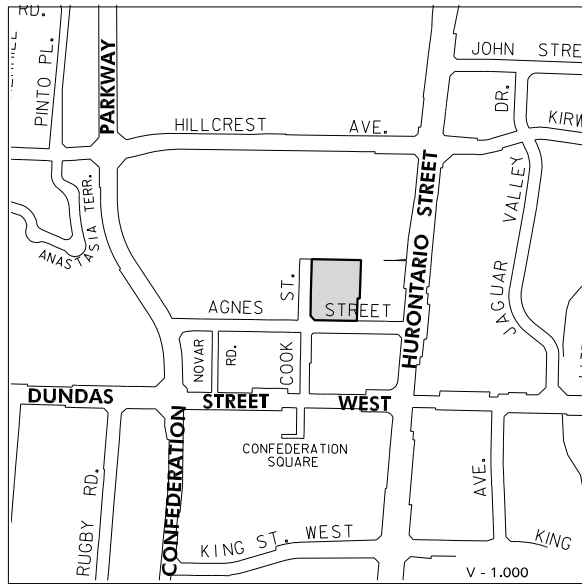 RD.
PINTO PL.
PARKWAY
JOHN STRE
DR.
KIRW
HILLCREST AVE.
ANASTASIA TERR.
HURONTARIO STREET
JAGUAR VALLEY
AGNES STREET
COOK ST.
NOVAR RD.
DUNDAS STREET WEST
CONFEDERATION
SQUARE
CONFEDERATION
RUGBY RD.
KING ST. WEST
AVE.
KING
V - 1.000